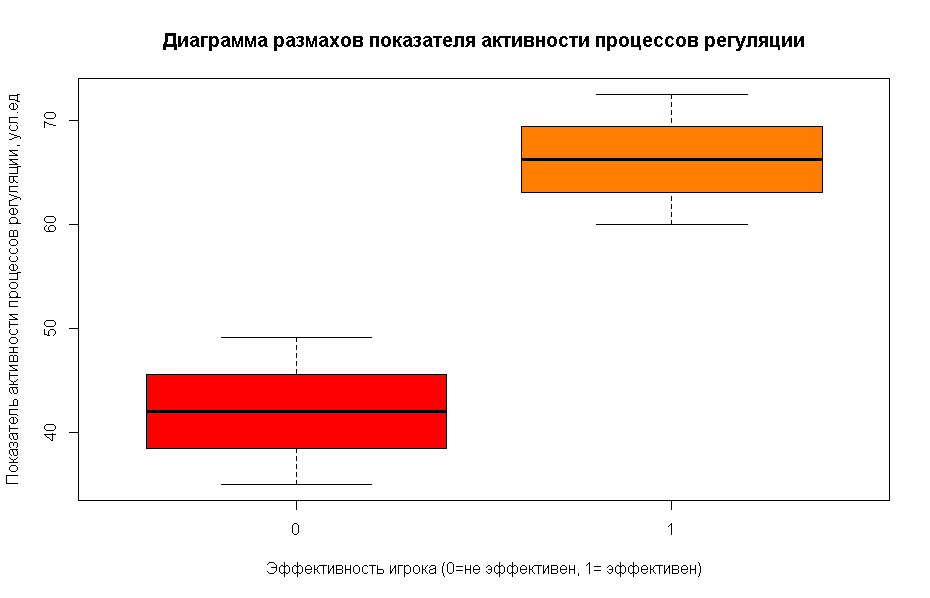 Диаграмма размахов показателя активности процессов регуляции
Показатель активности процессов регуляции, усл.ед
70
60
50
40
0
1
Эффективность игрока (0=не эффективен, 1= эффективен)